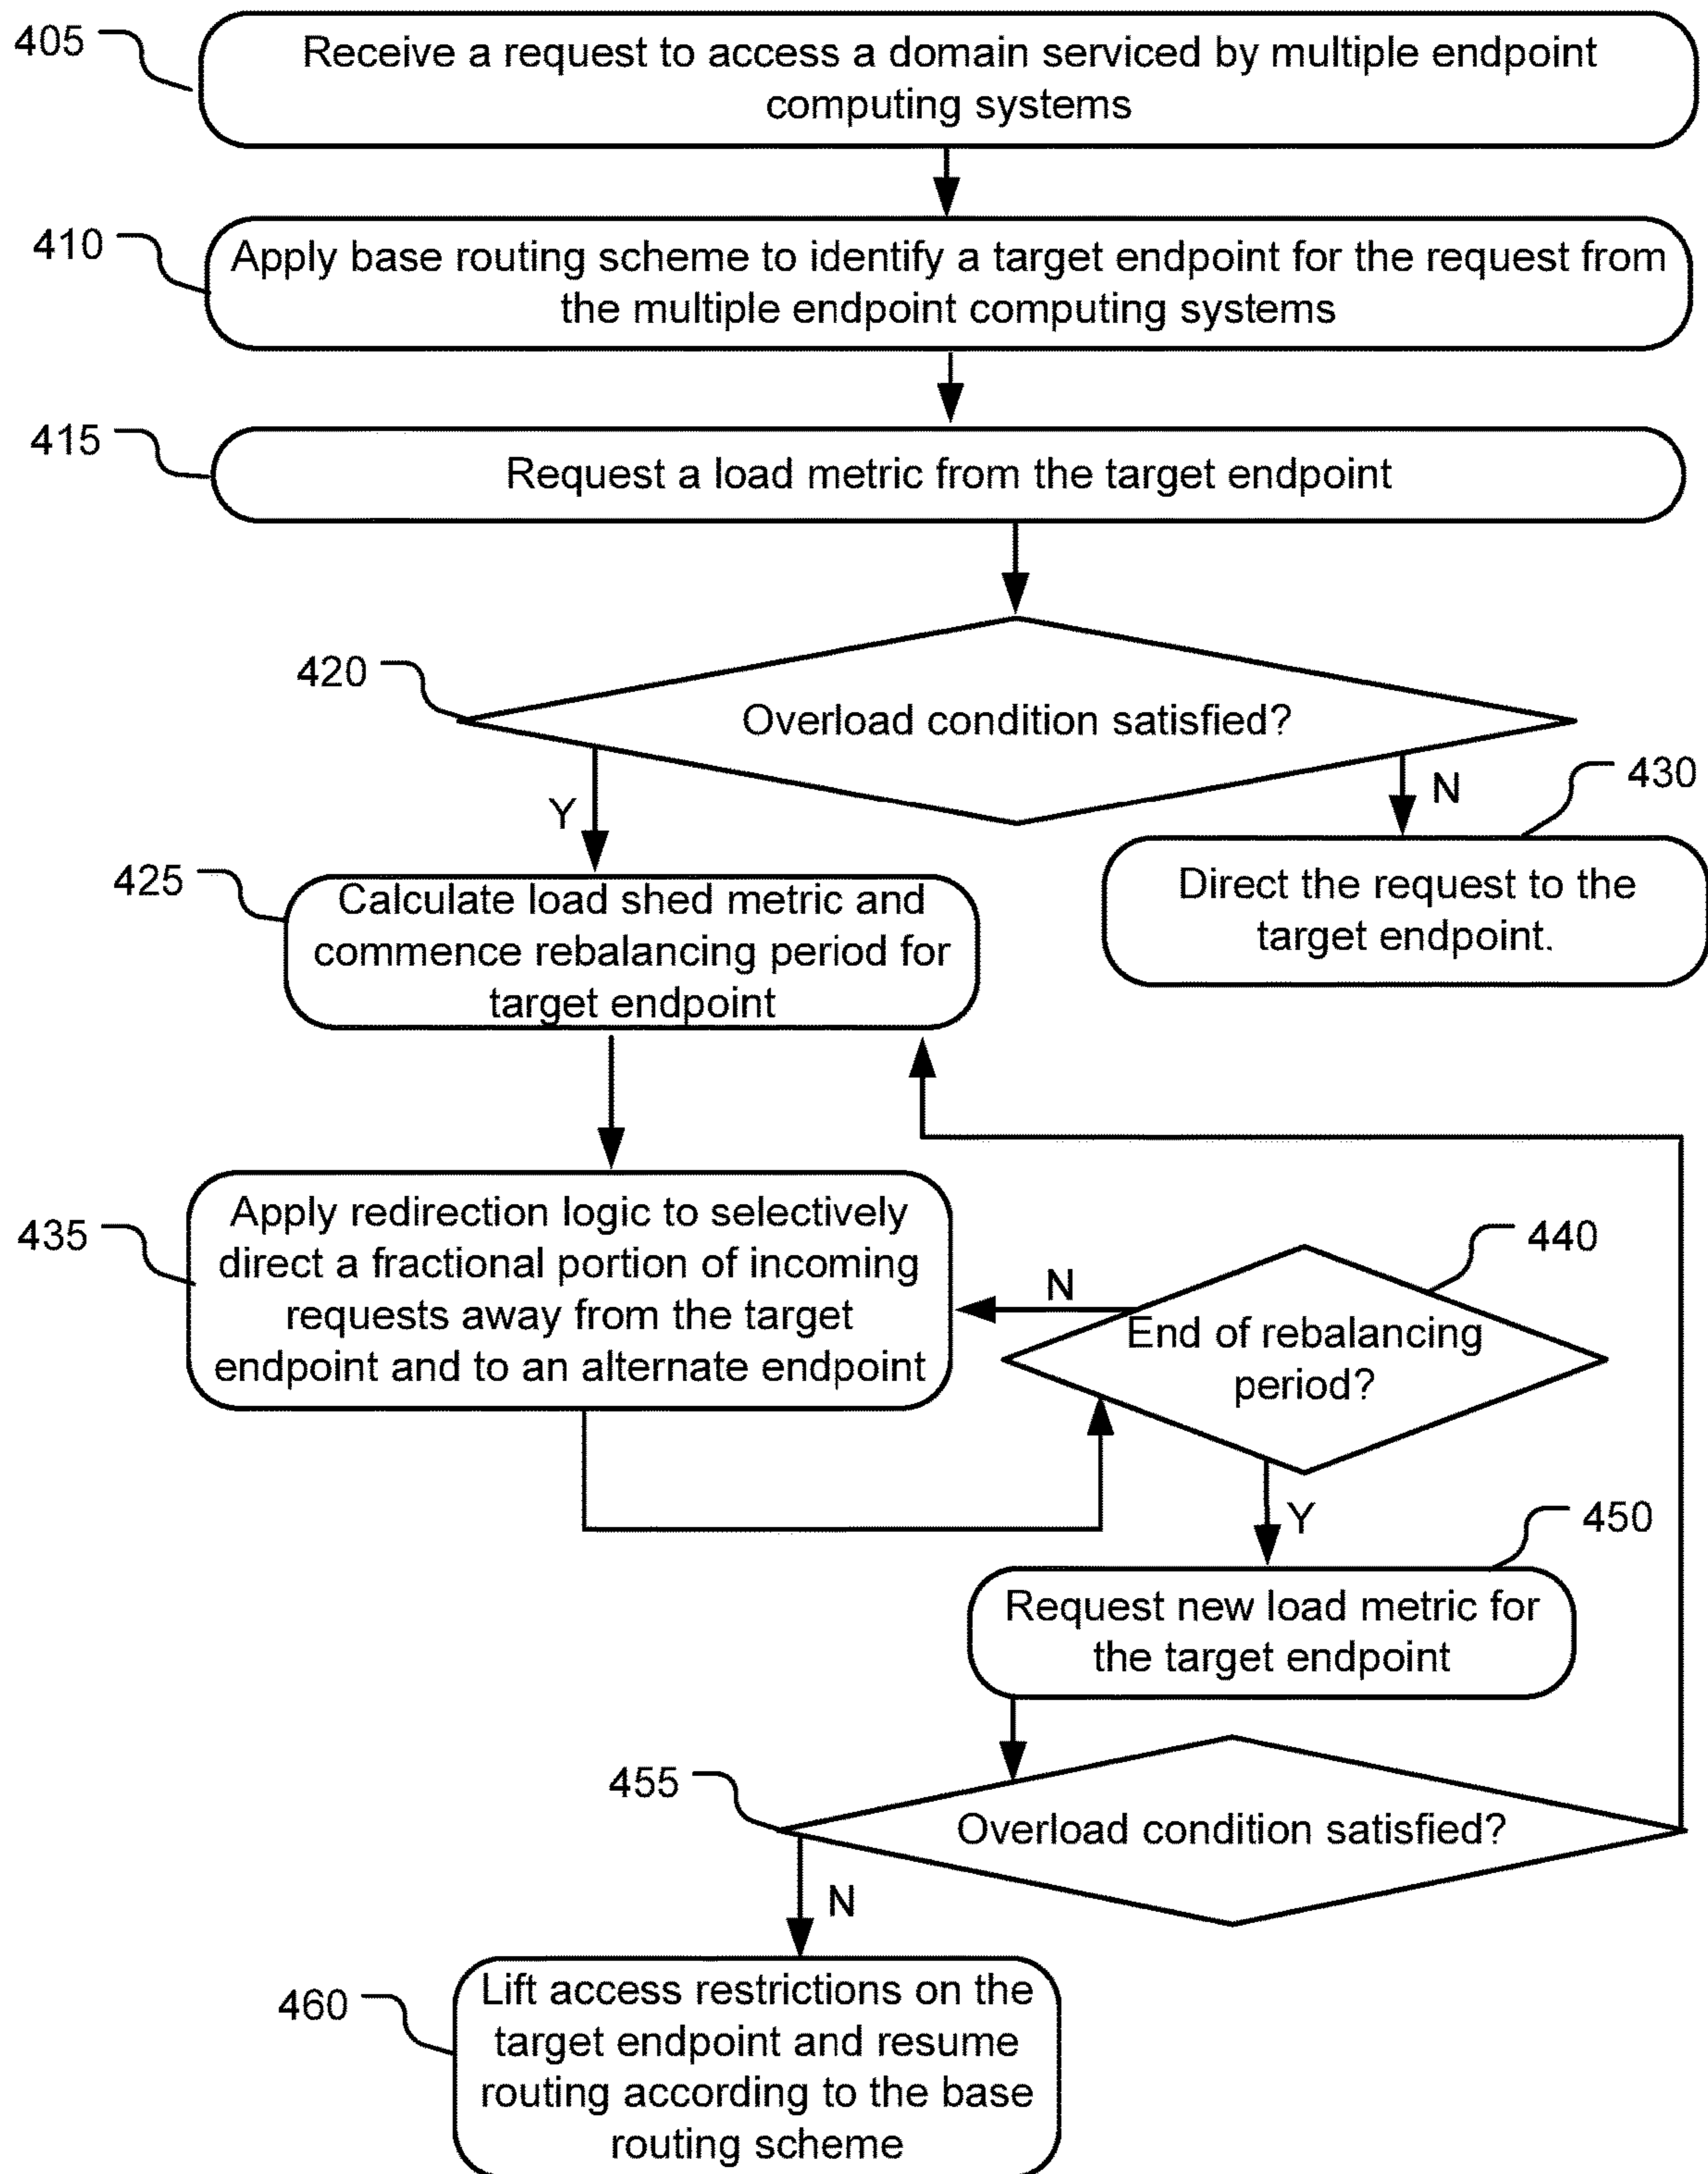 405
Receive a request to access a domain serviced by multiple endpoint
computing systems
410
Apply base routing scheme to identify a target endpoint for the request from
the multiple endpoint computing systems
415
Request a load metric from the target endpoint
420
Overload condition satisfied?
Y
N
430
Direct the request to the
target endpoint.
425
Calculate load shed metric and
commence rebalancing period for
target endpoint
435
Apply redirection logic to selectively
direct a fractional portion of incoming
requests away from the target
endpoint and to an alternate endpoint
N
440
End of rebalancing
period?
Y
450
Request new load metric for
the target endpoint
455
Overload condition satisfied?
N
460
Lift access restrictions on the
target endpoint and resume
routing according to the base
routing scheme